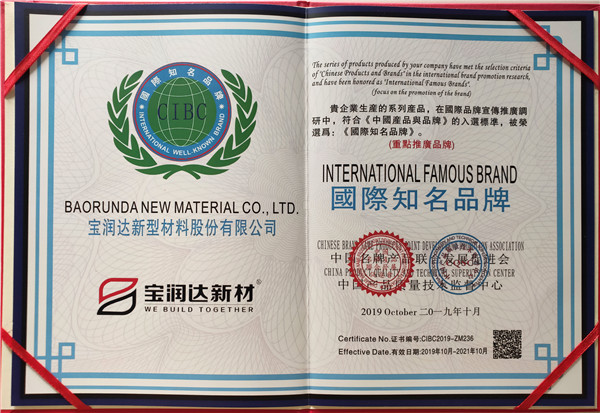 國際知名品牌
CIBC
INTERNATIONAL WELL-KNOWN BRAND
BAORUNDA NEW MATERIAL CO., LTD.
宝润达新型材料股份有限公司
宝润达新材®
WE BUILD TOGETHER
The series of products produced by your company have met the selection criteria
of 'Chinese Products and Brands' in the international brand promotion research,
and have been honored as 'International Famous Brands'.
(focus on the promotion of the brand)
貴企業生産的系列產品，在國際品牌宣傳推廣調
研中，符合《中國産品與品牌》的入選標準，被榮
選爲：《國際知名品牌》。
(重點推廣品牌)
INTERNATIONAL FAMOUS BRAND
國際知名品牌
CHINESE BRAND ASSOCIATION
中国名牌产品联合发展促进会
CHINA PRODUCT QUALITY AND TECHNICAL SUPERVISION CENTER
中国产品质量技术监督中心
2019 October 二〇一九年十月
Certificate No.证书编号:CIBC2019-ZM236
Effective Date.有效日期:2019年10月-2021年10月